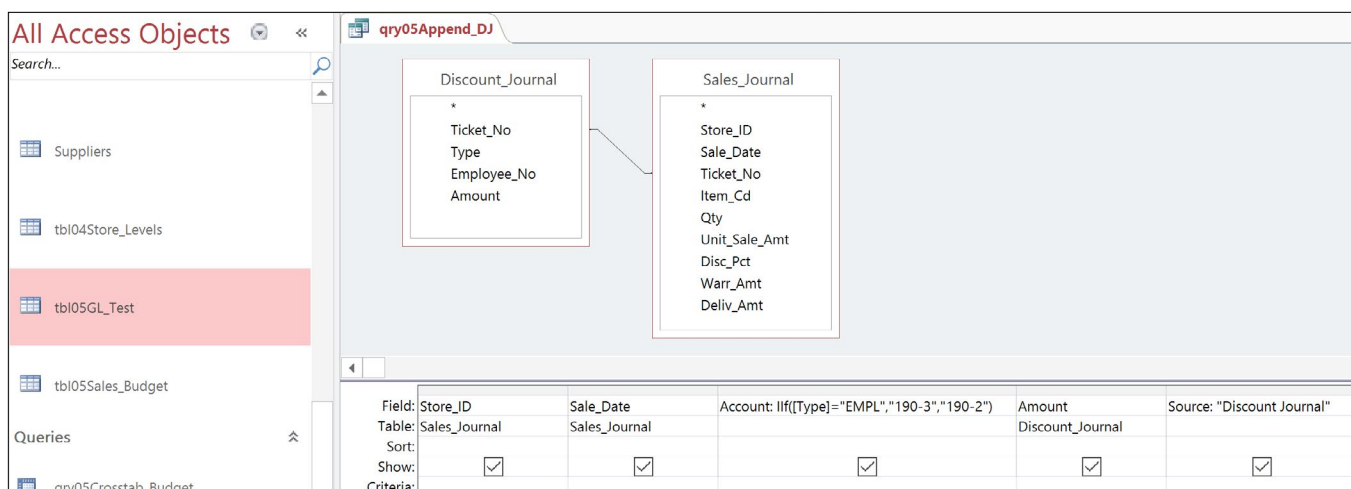 All Access Objects
Search...
Suppliers
tbl04Store_Levels
tbl05GL_Test
tbl05Sales_Budget
Queries
qry05Crosstab_Budget
qry05Append_DJ
Discount_Journal
*
Ticket_No
Type
Employee_No
Amount
Sales_Journal
*
Store_ID
Sale_Date
Ticket_No
Item_Cd
Qty
Unit_Sale_Amt
Disc_Pct
Warr_Amt
Deliv_Amt
Field: Store_ID Sale_Date Account: IIf([Type]="EMPL","190-3","190-2") Amount Source: "Discount Journal"
Table: Sales_Journal Sales_Journal Discount_Journal
Sort:
Show:
Criteria: